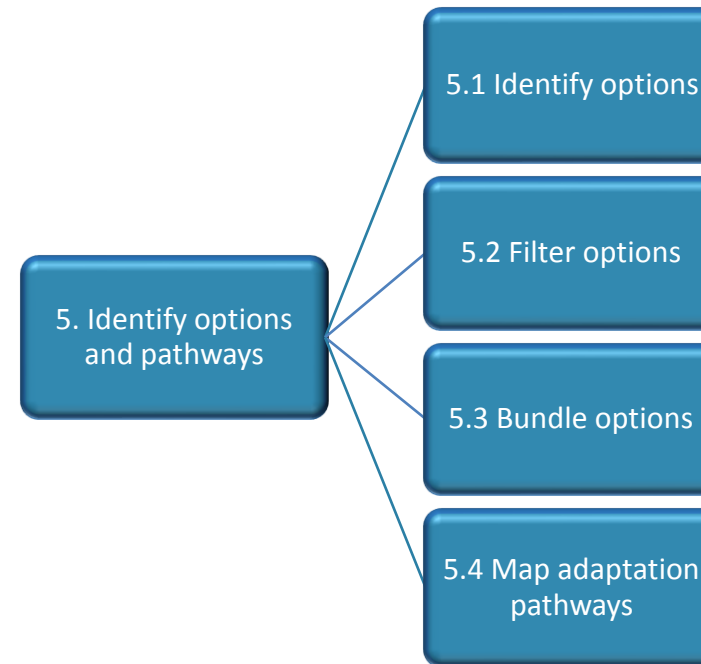 5.1 Identify options
5.2 Filter options
5. Identify options
and pathways
5.3 Bundle options
5.4 Map adaptation
pathways